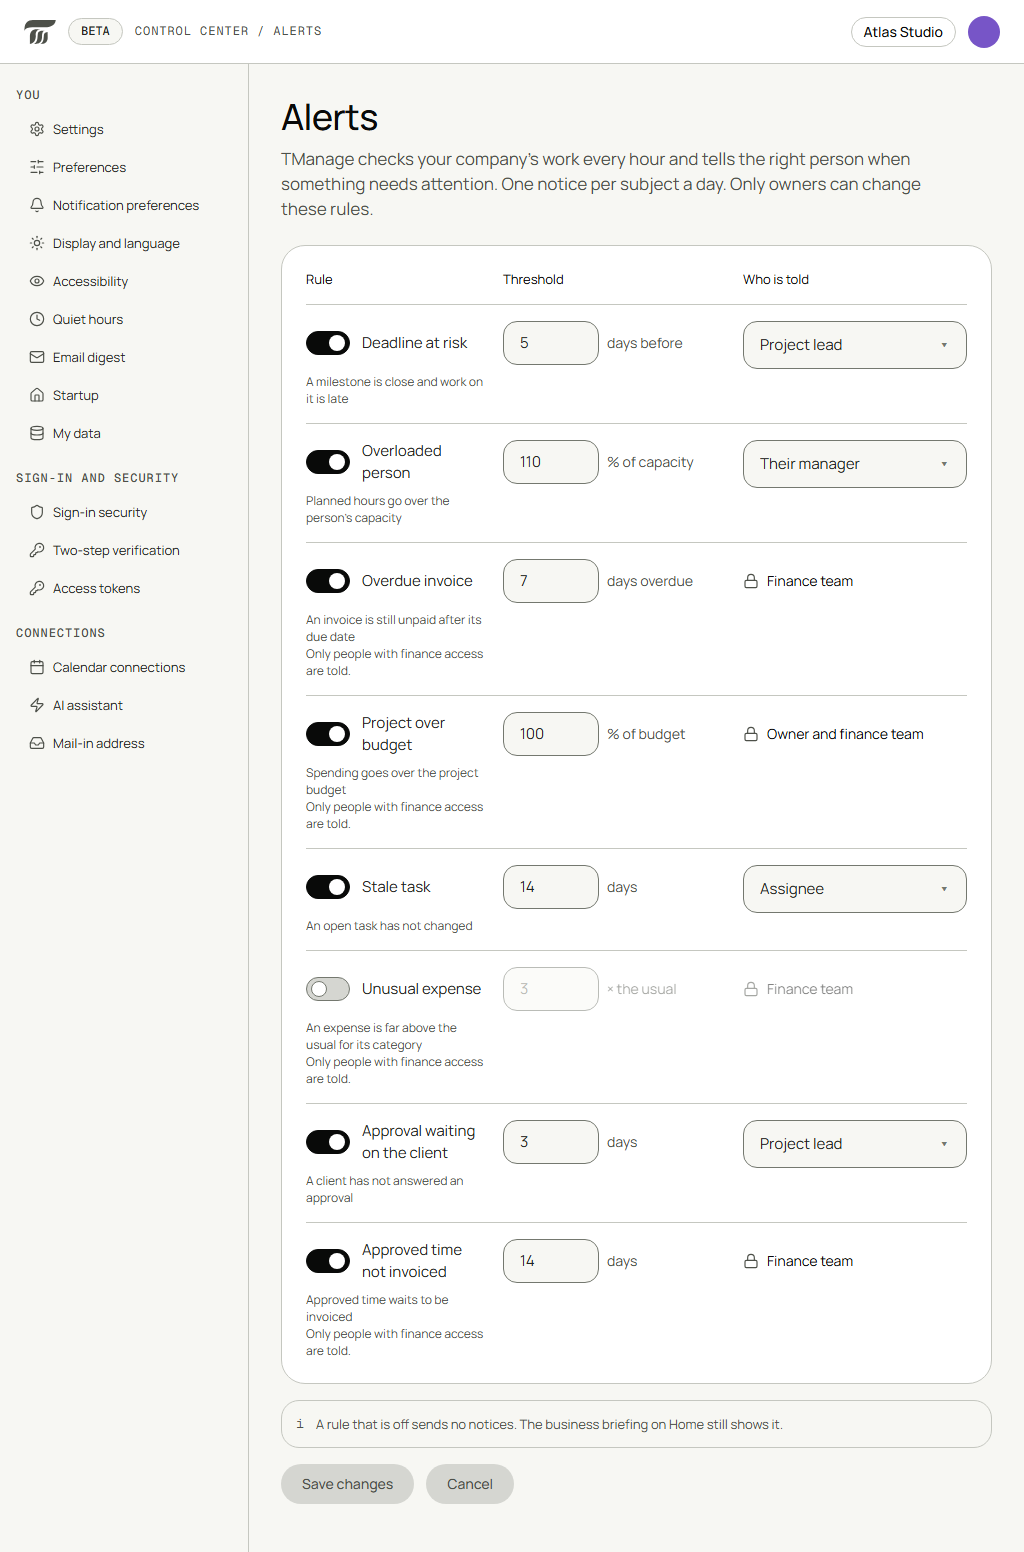 BETA
CONTROL CENTER / ALERTS
Atlas Studio
YOU
Settings
Preferences
Notification preferences
Display and language
Accessibility
Quiet hours
Email digest
Startup
My data
SIGN-IN AND SECURITY
Sign-in security
Two-step verification
Access tokens
CONNECTIONS
Calendar connections
AI assistant
Mail-in address
Alerts
TManage checks your company's work every hour and tells the right person when
something needs attention. One notice per subject a day. Only owners can change
these rules.
Rule Threshold Who is told
Deadline at risk 5 days before Project lead
A milestone is close and work on
it is late
Overloaded
person
110 % of capacity Their manager
Planned hours go over the
person's capacity
Overdue invoice 7 days overdue Finance team
An invoice is still unpaid after its
due date
Only people with finance access
are told.
Project over
budget
100 % of budget Owner and finance team
Spending goes over the project
budget
Only people with finance access
are told.
Stale task 14 days Assignee
An open task has not changed
Unusual expense 3 × the usual Finance team
An expense is far above the
usual for its category
Only people with finance access
are told.
Approval waiting
on the client
3 days Project lead
A client has not answered an
approval
Approved time
not invoiced
14 days Finance team
Approved time waits to be
invoiced
Only people with finance access
are told.
i A rule that is off sends no notices. The business briefing on Home still shows it.
Save changes Cancel